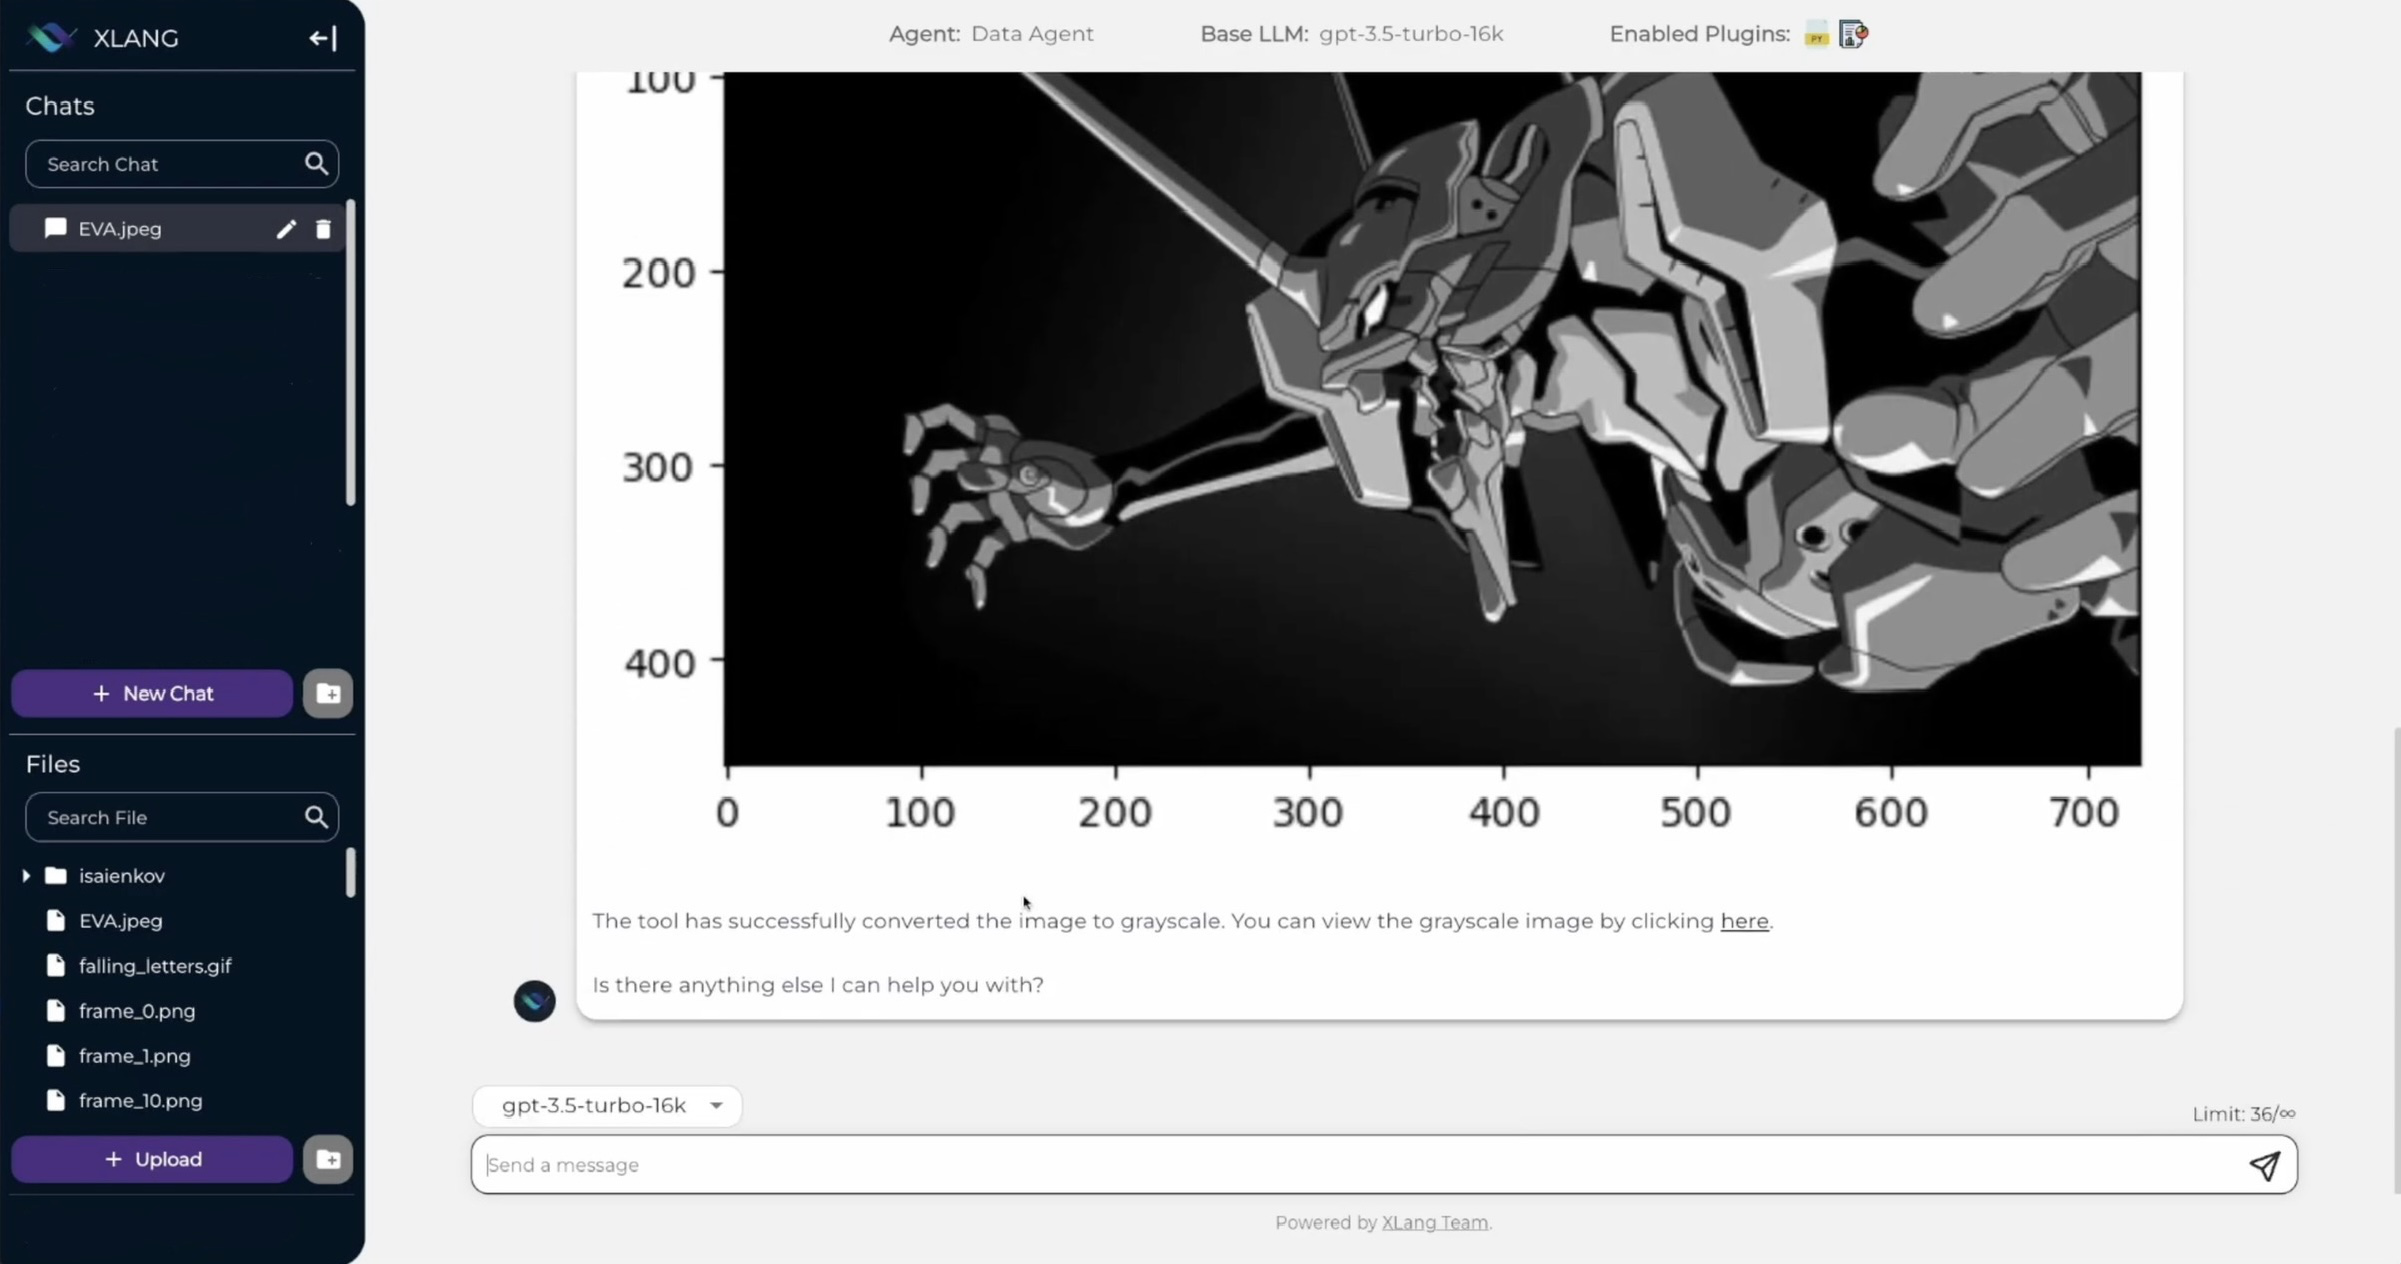 XLANG
Chats
Search Chat
EVA.jpeg
+ New Chat
Files
Search File
isaienkov
EVA.jpeg
falling_letters.gif
frame_0.png
frame_1.png
frame_10.png
+ Upload
Agent: Data Agent
Base LLM: gpt-3.5-turbo-16k
Enabled Plugins:
PY
100
200
300
400
0 100 200 300 400 500 600 700
The tool has successfully converted the image to grayscale. You can view the grayscale image by clicking here.
Is there anything else I can help you with?
gpt-3.5-turbo-16k
Limit: 36/∞
Send a message
Powered by XLang Team.